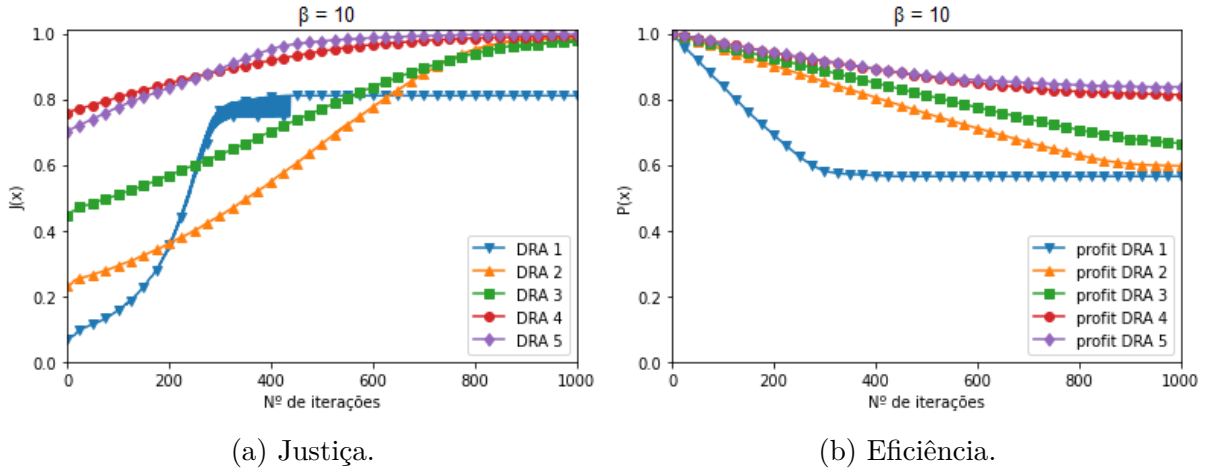 β = 10
J(x)
1.0
0.8
0.6
0.4
0.2
0.0
0 200 400 600 800 1000
Nº de iterações
DRA 1
DRA 2
DRA 3
DRA 4
DRA 5
(a) Justiça.
β = 10
P(x)
1.0
0.8
0.6
0.4
0.2
0.0
0 200 400 600 800 1000
Nº de iterações
profit DRA 1
profit DRA 2
profit DRA 3
profit DRA 4
profit DRA 5
(b) Eficiência.